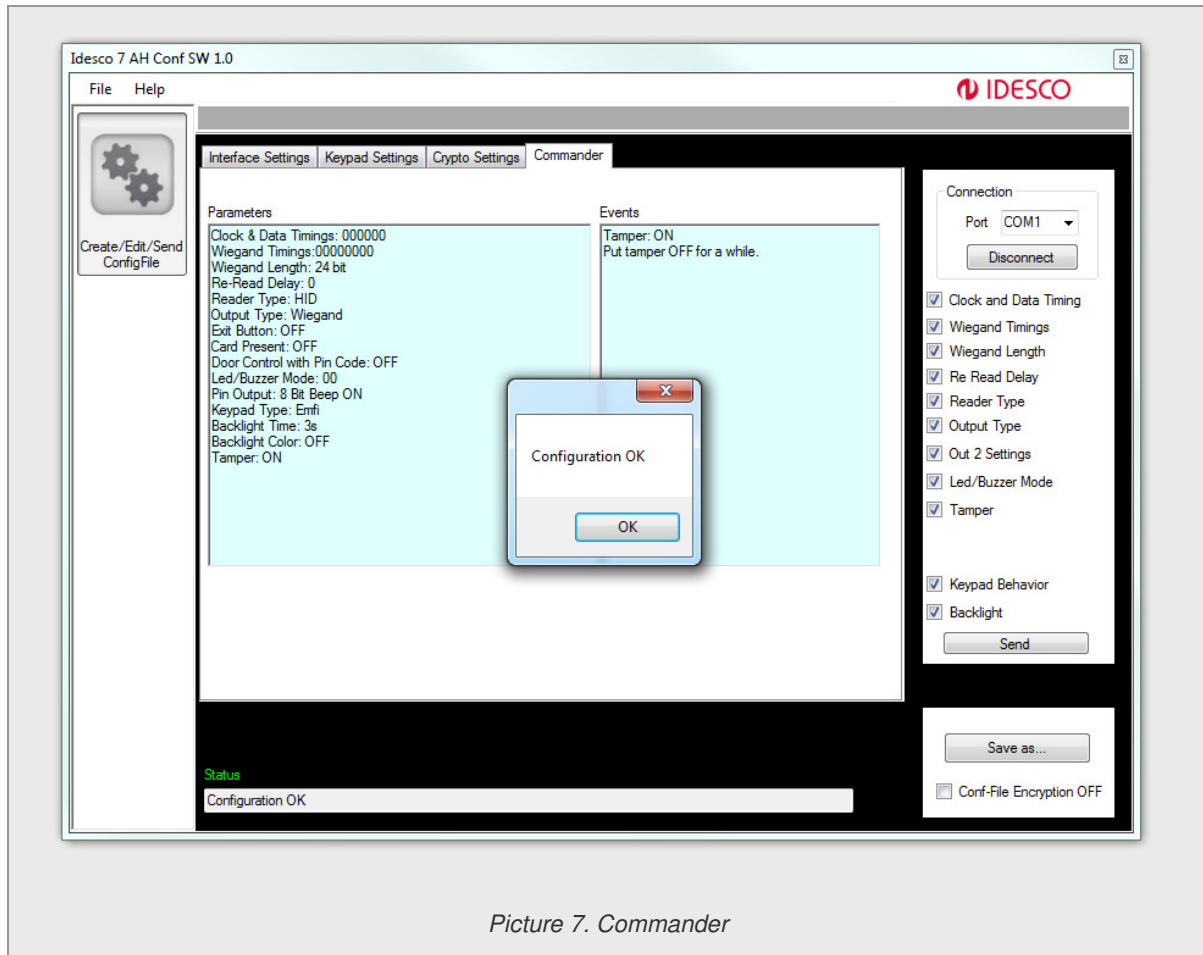 Idesco 7 AH Conf SW 1.0
File Help
IDESCO
Create/Edit/Send
ConfigFile
Interface Settings Keypad Settings Crypto Settings Commander
Parameters
Clock & Data Timings: 000000
Wiegand Timings:00000000
Wiegand Length: 24 bit
Re-Read Delay: 0
Reader Type: HID
Output Type: Wiegand
Exit Button: OFF
Card Present: OFF
Door Control with Pin Code: OFF
Led/Buzzer Mode: 00
Pin Output: 8 Bit Beep ON
Keypad Type: Emfi
Backlight Time: 3s
Backlight Color: OFF
Tamper: ON
Events
Tamper: ON
Put tamper OFF for a while.
Configuration OK
OK
Connection
Port COM1
Disconnect
Clock and Data Timing
Wiegand Timings
Wiegand Length
Re Read Delay
Reader Type
Output Type
Out 2 Settings
Led/Buzzer Mode
Tamper
Keypad Behavior
Backlight
Send
Status
Configuration OK
Save as...
Conf-File Encryption OFF
Picture 7. Commander